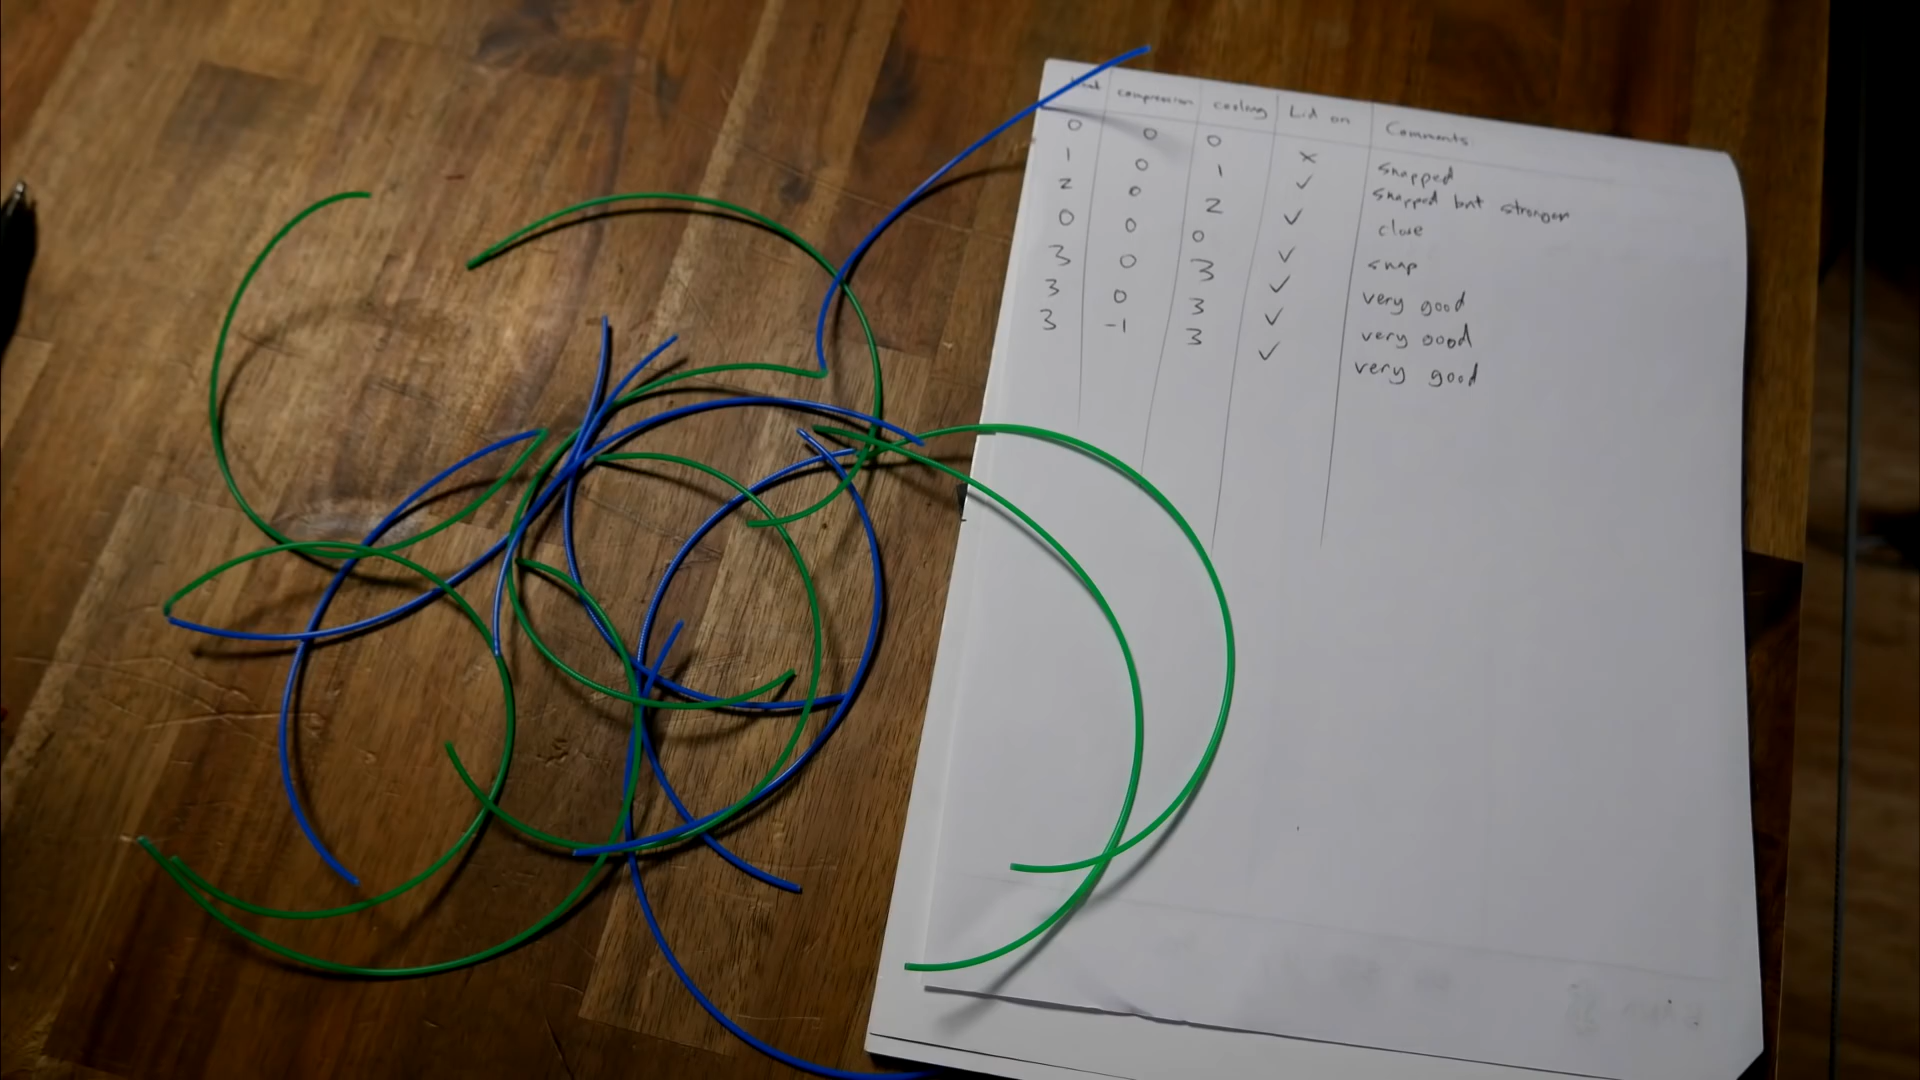 compression cooling Lid on Comments
0 0 0 x snapped
1 0 1 ✓ snapped but stronger
2 0 2 ✓ close
0 0 0 ✓ snap
3 0 3 ✓ very good
3 0 3 ✓ very good
3 -1 3 ✓ very good